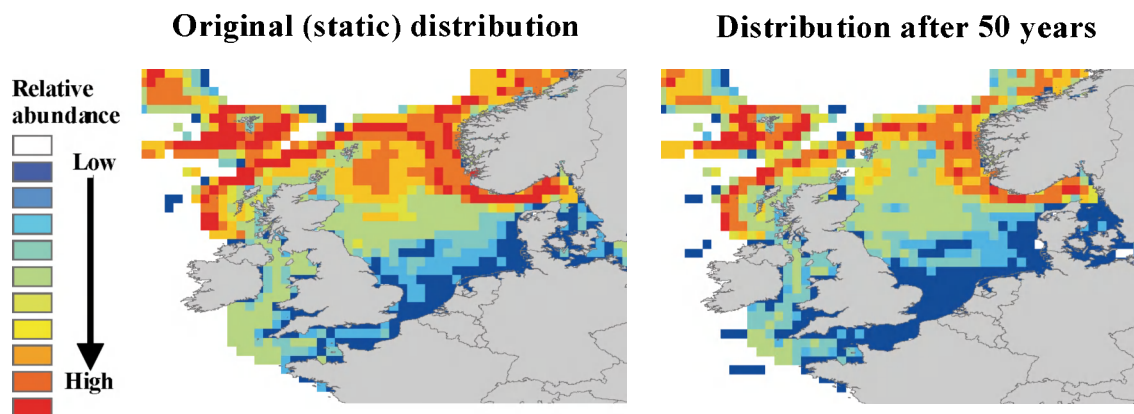 Original (static) distribution
Distribution after 50 years
Relative
abundance
Low
High